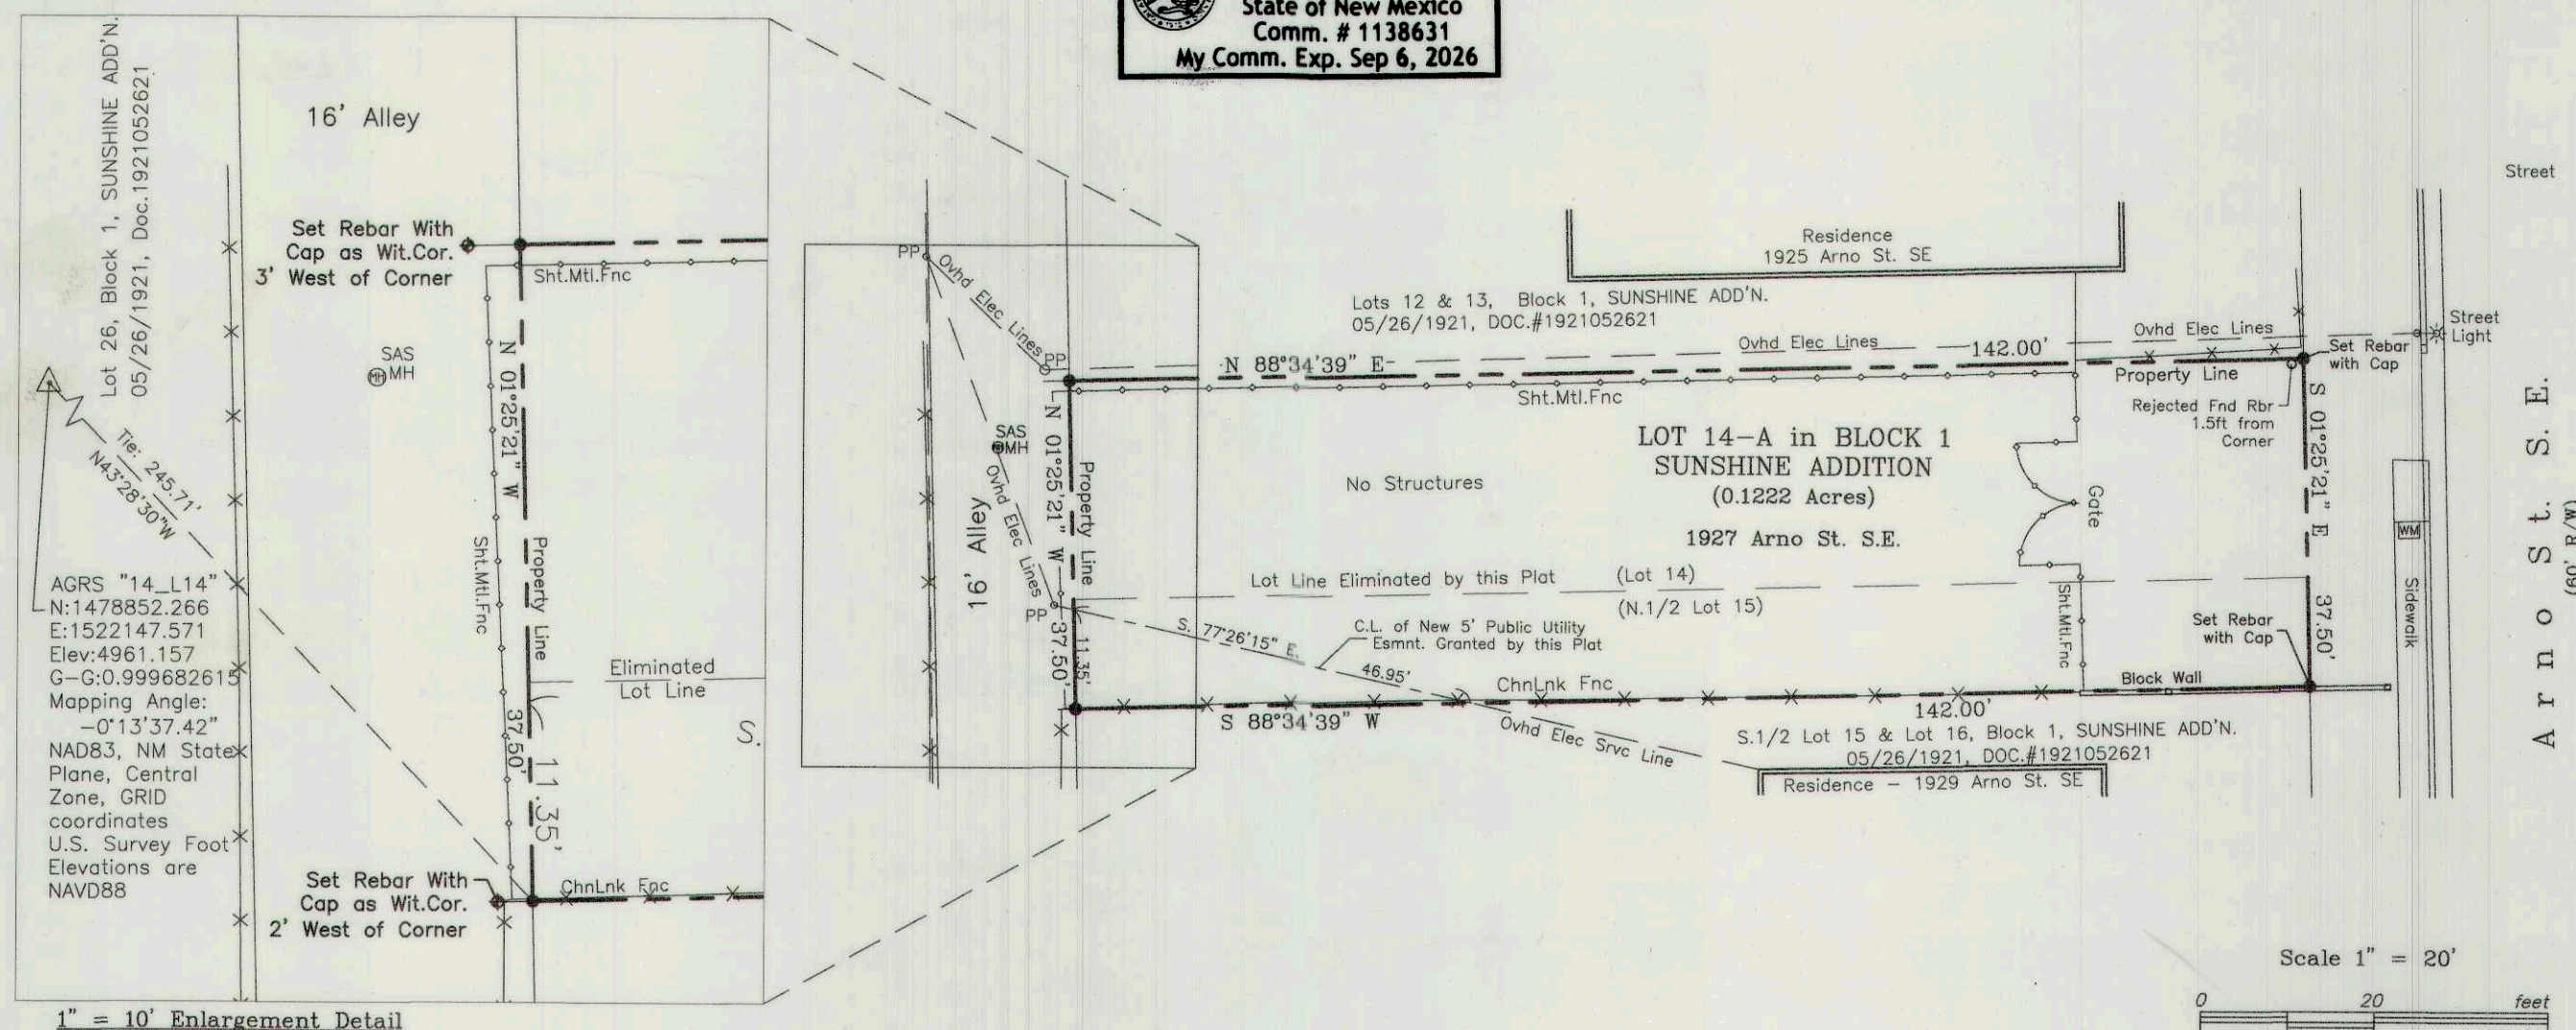 State of New Mexico
Comm. # 1138631
My Comm. Exp. Sep 6, 2026
Lot 26, Block 1, SUNSHINE ADD'N.
05/26/1921, Doc.1921052621
16' Alley
Set Rebar With
Cap as Wit.Cor.
3' West of Corner
Sht.Mtl.Fnc
SAS
MH MH
N 01°25'21" W
Tie: 245.71'
N43°28'30"W
Sht.Mtl.Fnc
Property Line
AGRS "14_L14"
N:1478852.266
E:1522147.571
Elev:4961.157
G-G:0.999682615
Mapping Angle:
-0°13'37.42"
NAD83, NM State
Plane, Central
Zone, GRID
coordinates
U.S. Survey Foot
Elevations are
NAVD88
Eliminated
Lot Line
S.
37.50'
11.35'
Set Rebar With
Cap as Wit.Cor.
2' West of Corner
ChnLnk Fnc
1" = 10' Enlargement Detail
PP
Ovhd Elec Lines
PP
SAS
MH
Ovhd Elec Lines
16' Alley
N 01°25'21" W
Property Line
PP
37.50'
11.35'
Residence
1925 Arno St. SE
Lots 12 & 13, Block 1, SUNSHINE ADD'N.
05/26/1921, DOC.#1921052621
N 88°34'39" E
Ovhd Elec Lines
142.00'
Ovhd Elec Lines
Property Line
Sht.Mtl.Fnc
Set Rebar
with Cap
Rejected Fnd Rbr
1.5ft from
Corner
Street
Street
Light
LOT 14-A in BLOCK 1
SUNSHINE ADDITION
(0.1222 Acres)
1927 Arno St. S.E.
No Structures
Gate
S 01°25'21" E
WM
Sidewalk
Arno St. S.E.
(60' R/W)
Lot Line Eliminated by this Plat (Lot 14)
(N.1/2 Lot 15)
Sht.Mtl.Fnc
37.50'
S. 77°26'15" E.
46.95'
C.L. of New 5' Public Utility
Esmnt. Granted by this Plat
Set Rebar
with Cap
ChnLnk Fnc
Block Wall
S 88°34'39" W
142.00'
Ovhd Elec Srvc Line
S.1/2 Lot 15 & Lot 16, Block 1, SUNSHINE ADD'N.
05/26/1921, DOC.#1921052621
Residence - 1929 Arno St. SE
Scale 1" = 20'
0 20 feet